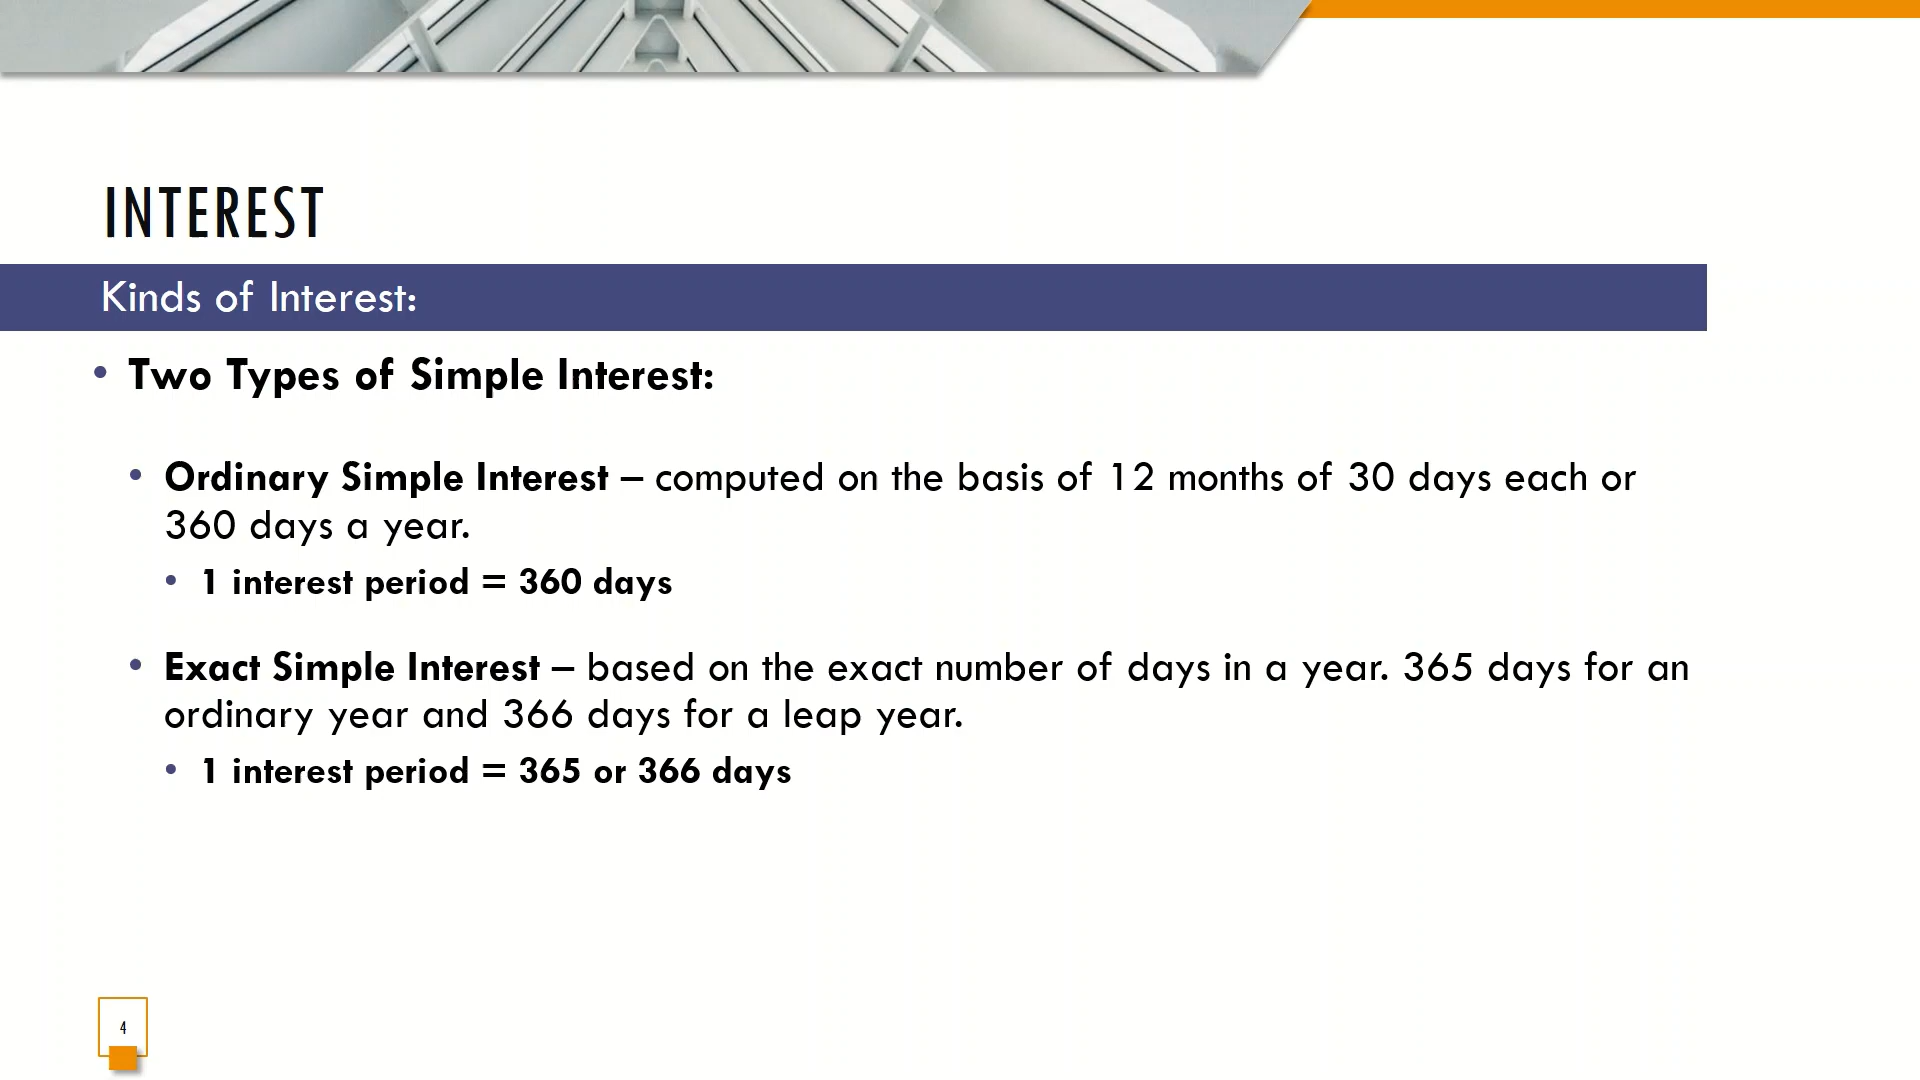 INTEREST
Kinds of Interest:
• Two Types of Simple Interest:
• Ordinary Simple Interest – computed on the basis of 12 months of 30 days each or
360 days a year.
• 1 interest period = 360 days
• Exact Simple Interest – based on the exact number of days in a year. 365 days for an
ordinary year and 366 days for a leap year.
• 1 interest period = 365 or 366 days
4